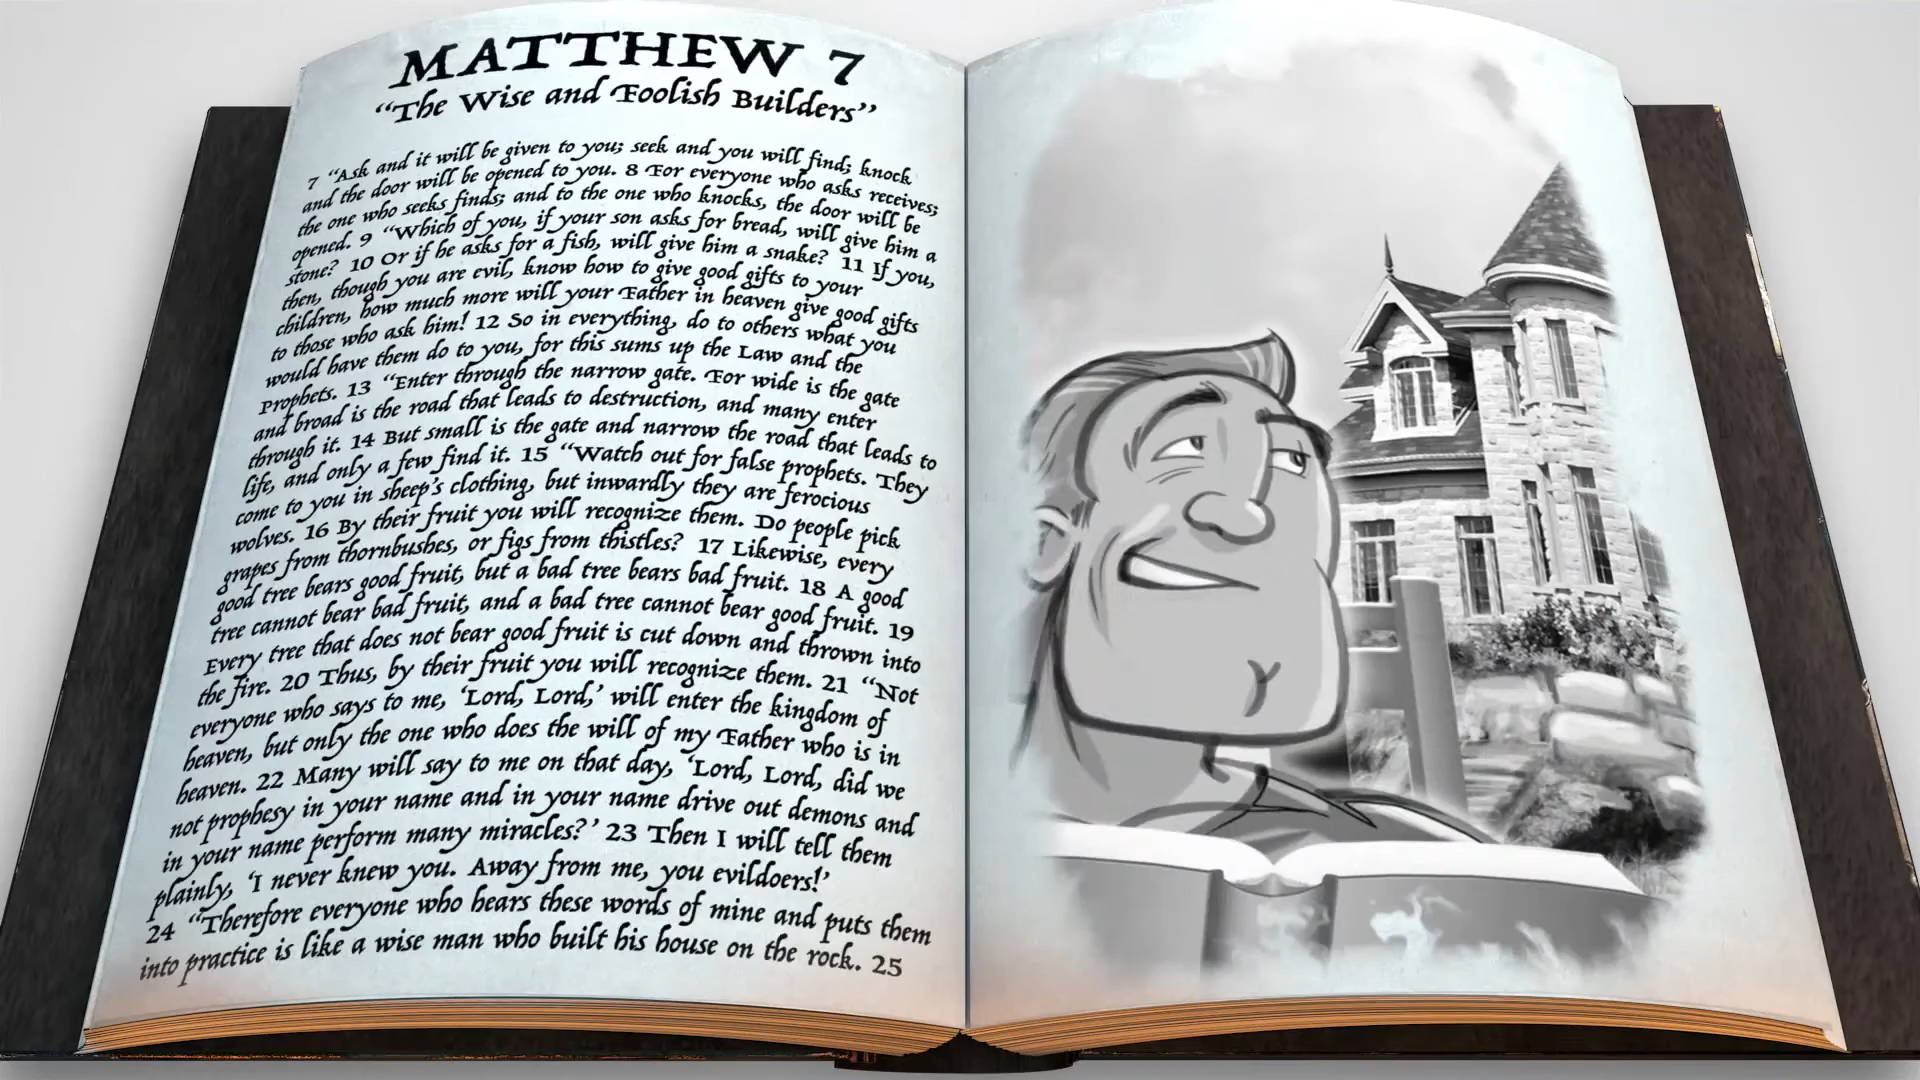 MATTHEW 7
“The Wise and Foolish Builders”
7 “Ask and it will be given to you; seek and you will find; knock
and the door will be opened to you. 8 For everyone who asks receives;
the one who seeks finds; and to the one who knocks, the door will be
opened. 9 “Which of you, if your son asks for bread, will give him a
stone? 10 Or if he asks for a fish, will give him a snake? 11 If you,
then, though you are evil, know how to give good gifts to your
children, how much more will your Father in heaven give good gifts
to those who ask him! 12 So in everything, do to others what you
would have them do to you, for this sums up the Law and the
Prophets. 13 “Enter through the narrow gate. For wide is the gate
and broad is the road that leads to destruction, and many enter
through it. 14 But small is the gate and narrow the road that leads to
life, and only a few find it. 15 “Watch out for false prophets. They
come to you in sheep’s clothing, but inwardly they are ferocious
wolves. 16 By their fruit you will recognize them. Do people pick
grapes from thornbushes, or figs from thistles? 17 Likewise, every
good tree bears good fruit, but a bad tree bears bad fruit. 18 A good
tree cannot bear bad fruit, and a bad tree cannot bear good fruit. 19
Every tree that does not bear good fruit is cut down and thrown into
the fire. 20 Thus, by their fruit you will recognize them. 21 “Not
everyone who says to me, ‘Lord, Lord,’ will enter the kingdom of
heaven, but only the one who does the will of my Father who is in
heaven. 22 Many will say to me on that day, ‘Lord, Lord, did we
not prophesy in your name and in your name drive out demons and
in your name perform many miracles?’ 23 Then I will tell them
plainly, ‘I never knew you. Away from me, you evildoers!’
24 “Therefore everyone who hears these words of mine and puts them
into practice is like a wise man who built his house on the rock. 25